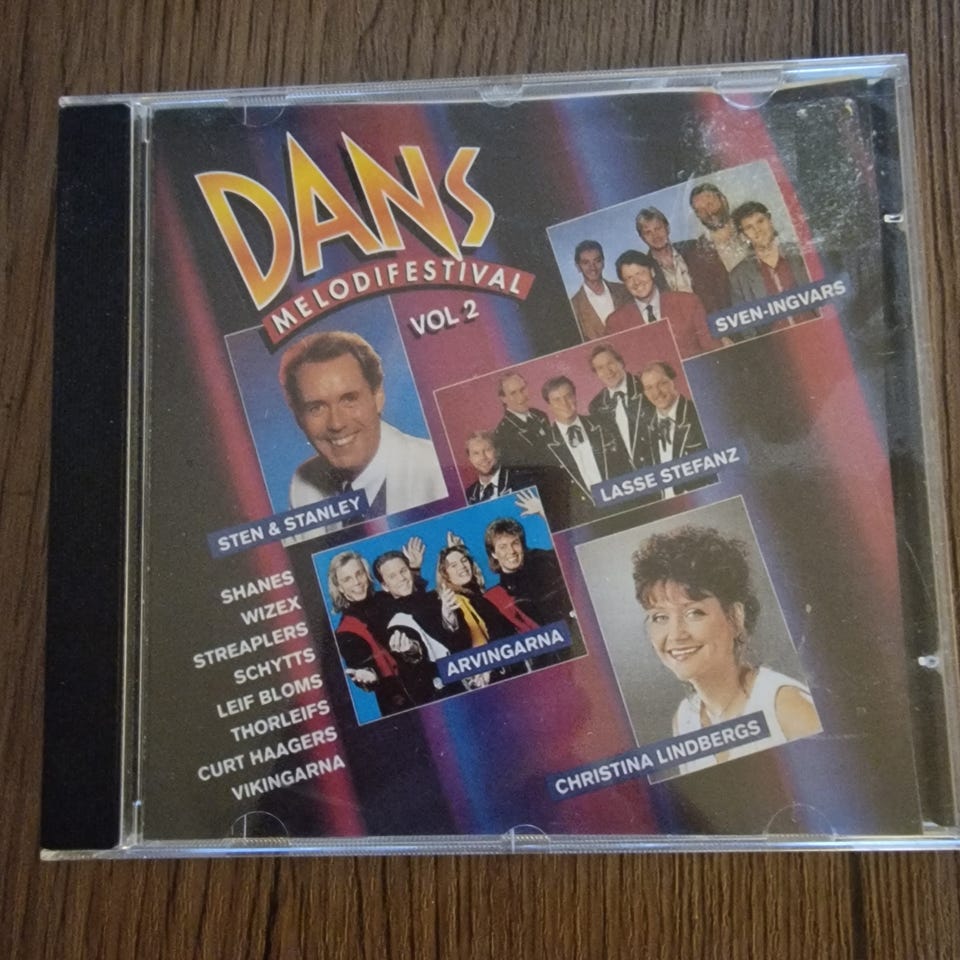 DANS
MELODIFESTIVAL
VOL 2
SVEN-INGVARS
LASSE STEFANZ
STEN & STANLEY
ARVINGARNA
CHRISTINA LINDBERGS
SHANES
WIZEX
STREAPLERS
SCHYTTS
LEIF BLOMS
THORLEIFS
CURT HAAGERS
VIKINGARNA